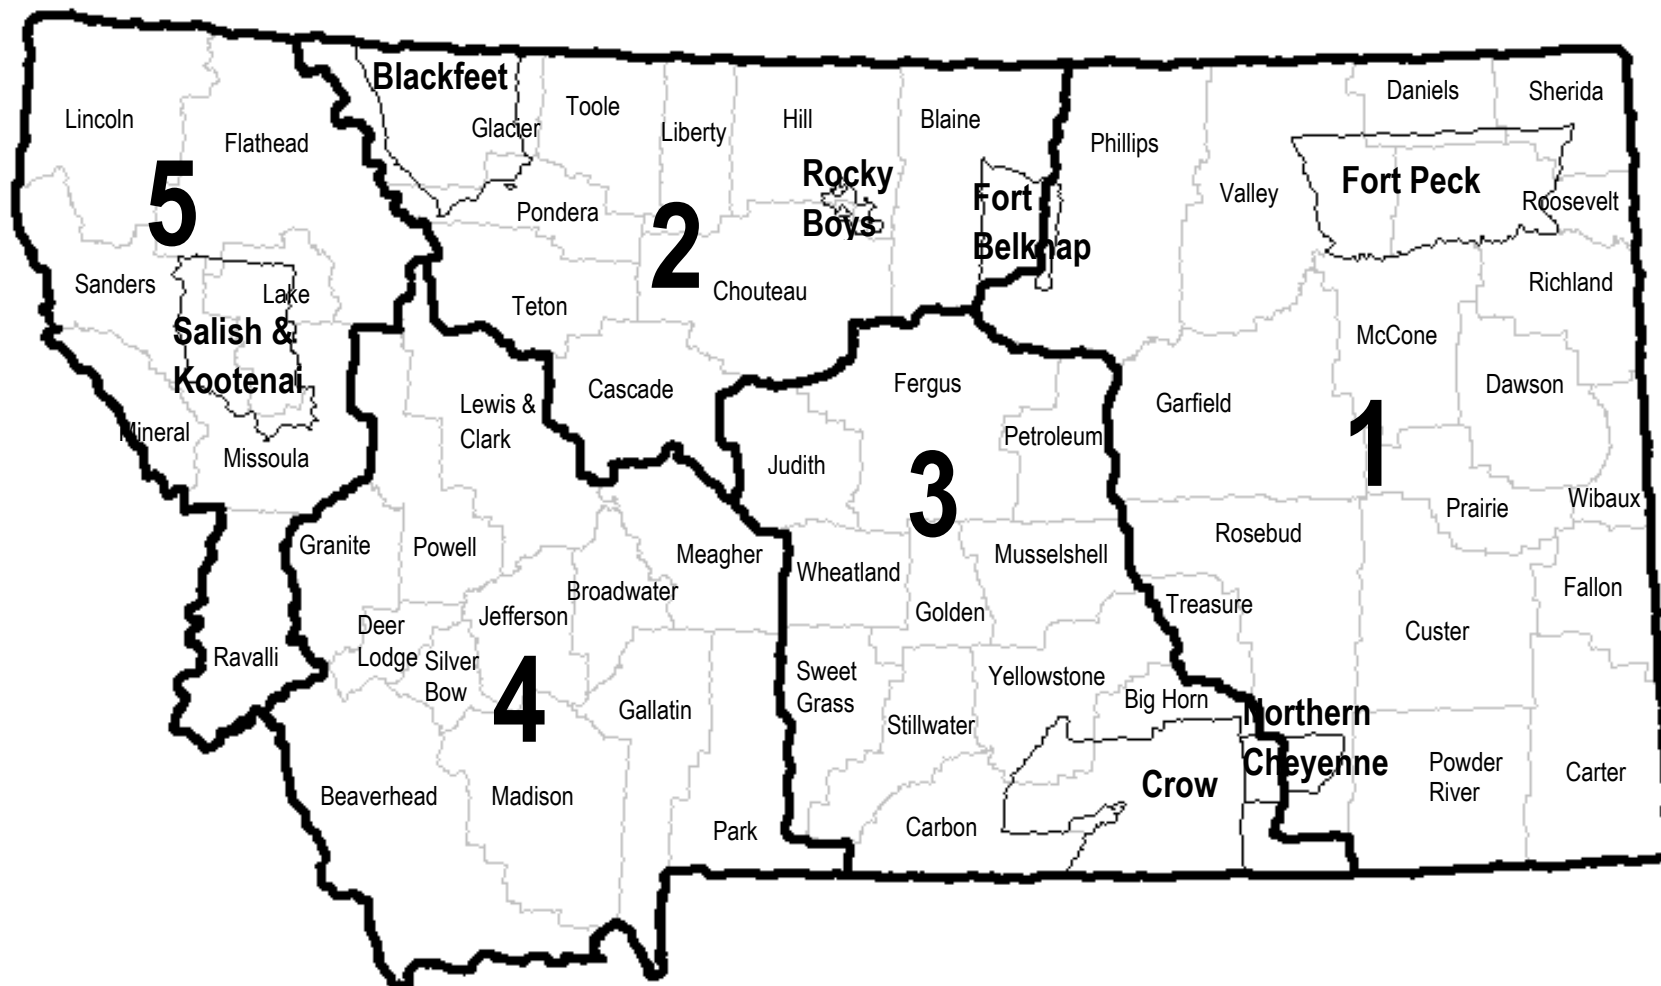 Blackfeet
Daniels
Sherida
Toole
Lincoln
Glacier
Liberty
Hill
Blaine
Flathead
Phillips
5
Rocky
Boys
Fort
Belknap
Valley
Fort Peck
Roosevelt
Pondera
2
Sanders
Lake
Teton
Chouteau
Richland
Salish &
Kootenai
McCone
Cascade
Fergus
Dawson
Lewis &
Clark
Garfield
1
Mineral
Petroleum
Missoula
Judith
3
Prairie
Wibaux
Granite
Powell
Meagher
Wheatland
Musselshell
Rosebud
Broadwater
Jefferson
Golden
Treasure
Fallon
Deer
Lodge
Silver
Bow
Ravalli
Custer
4
Sweet
Grass
Yellowstone
Big Horn
Gallatin
Stillwater
Northern
Cheyenne
Beaverhead
Madison
Crow
Powder
River
Carter
Park
Carbon